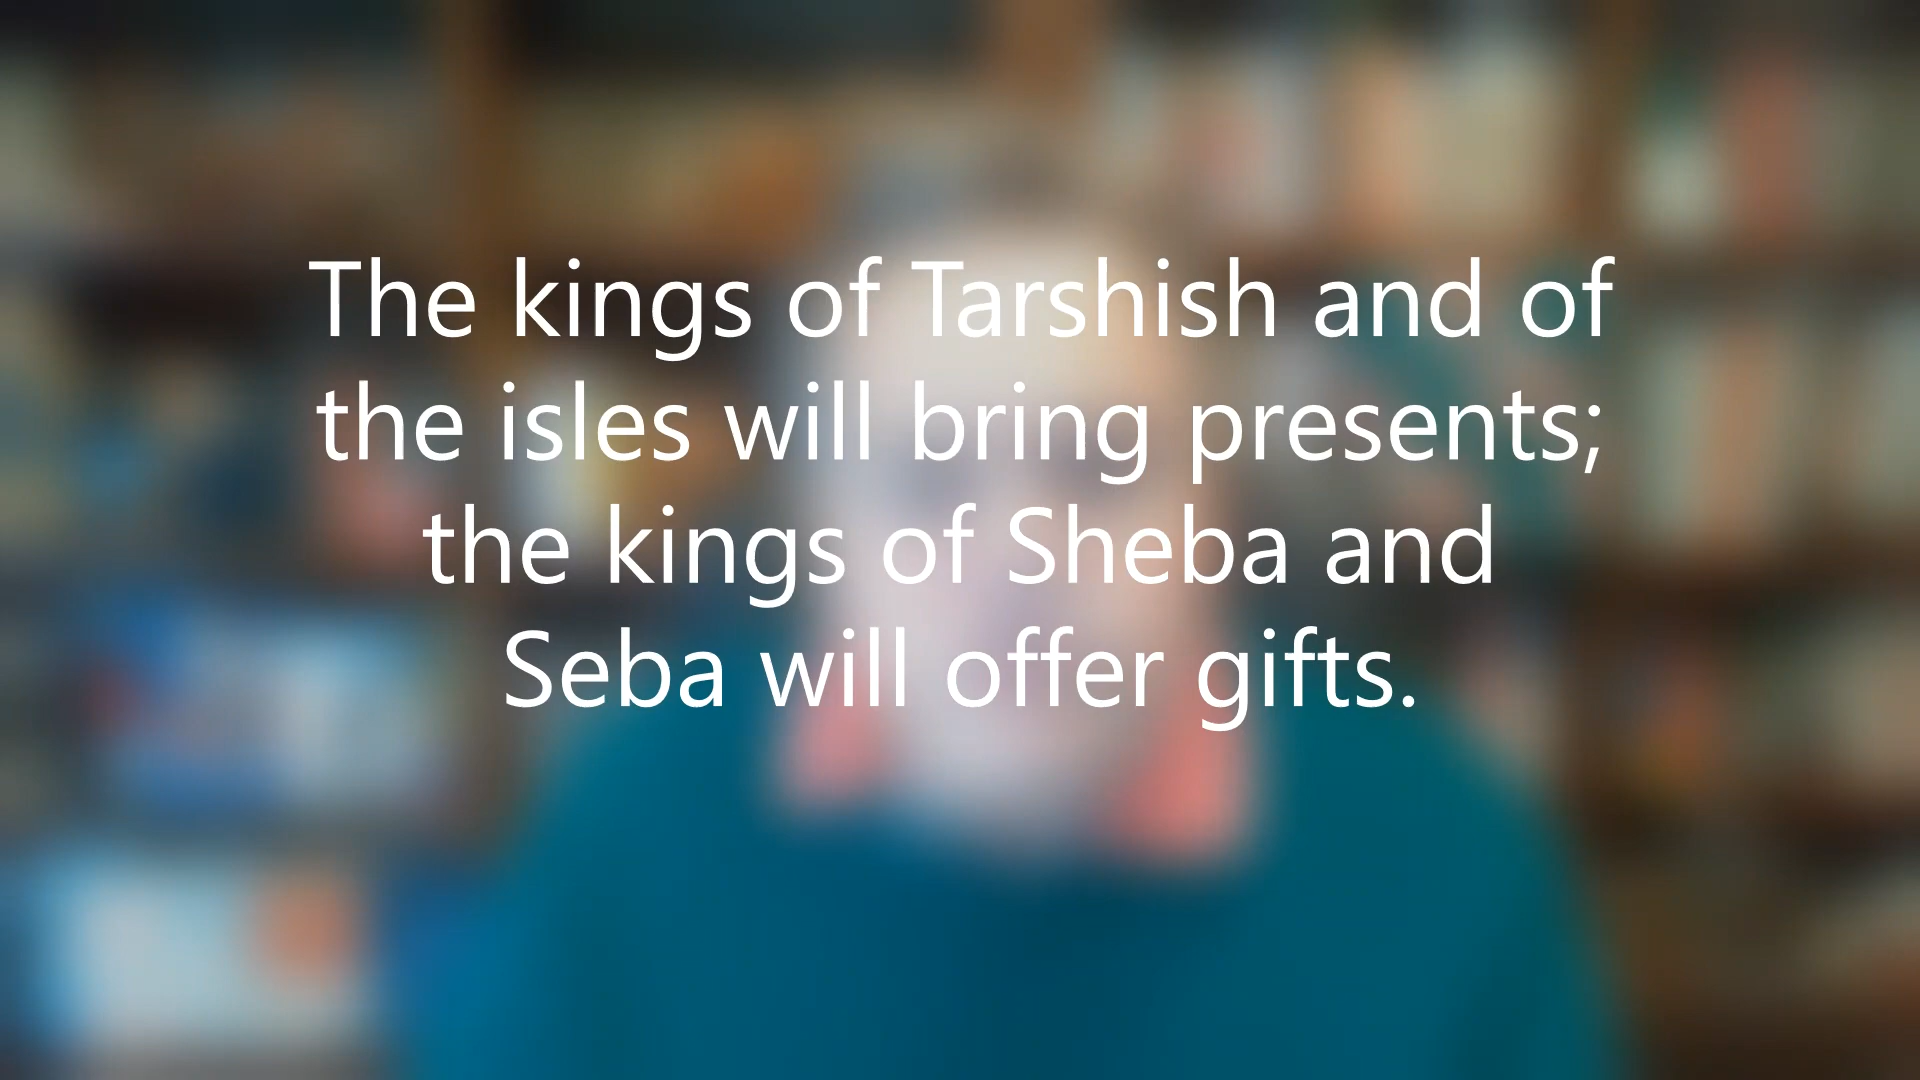 The kings of Tarshish and of
the isles will bring presents;
the kings of Sheba and
Seba will offer gifts.